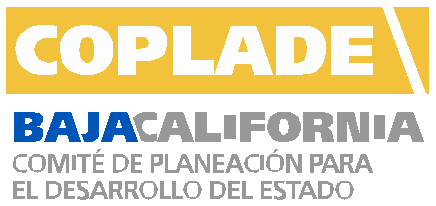 COPLADE
BAJACALIFORNIA
COMITÉ DE PLANEACIÓN PARA
EL DESARROLLO DEL ESTADO